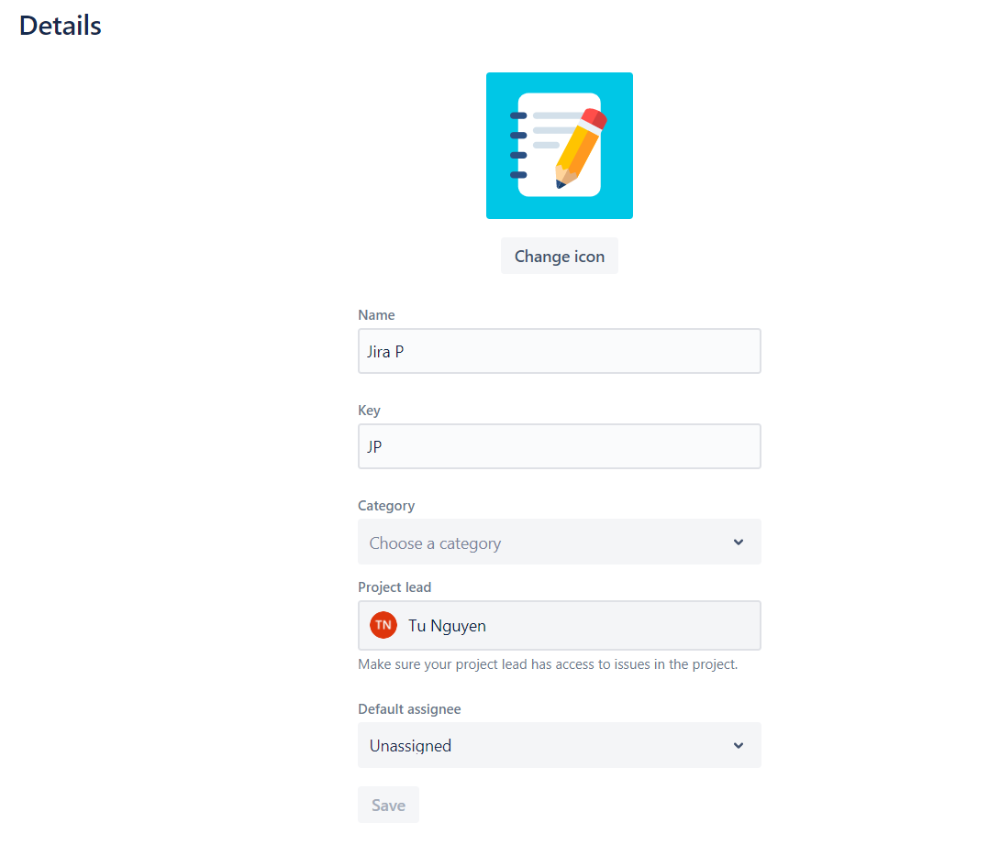 Details
Change icon
Name
Jira P
Key
JP
Category
Choose a category
Project lead
TN Tu Nguyen
Make sure your project lead has access to issues in the project.
Default assignee
Unassigned
Save